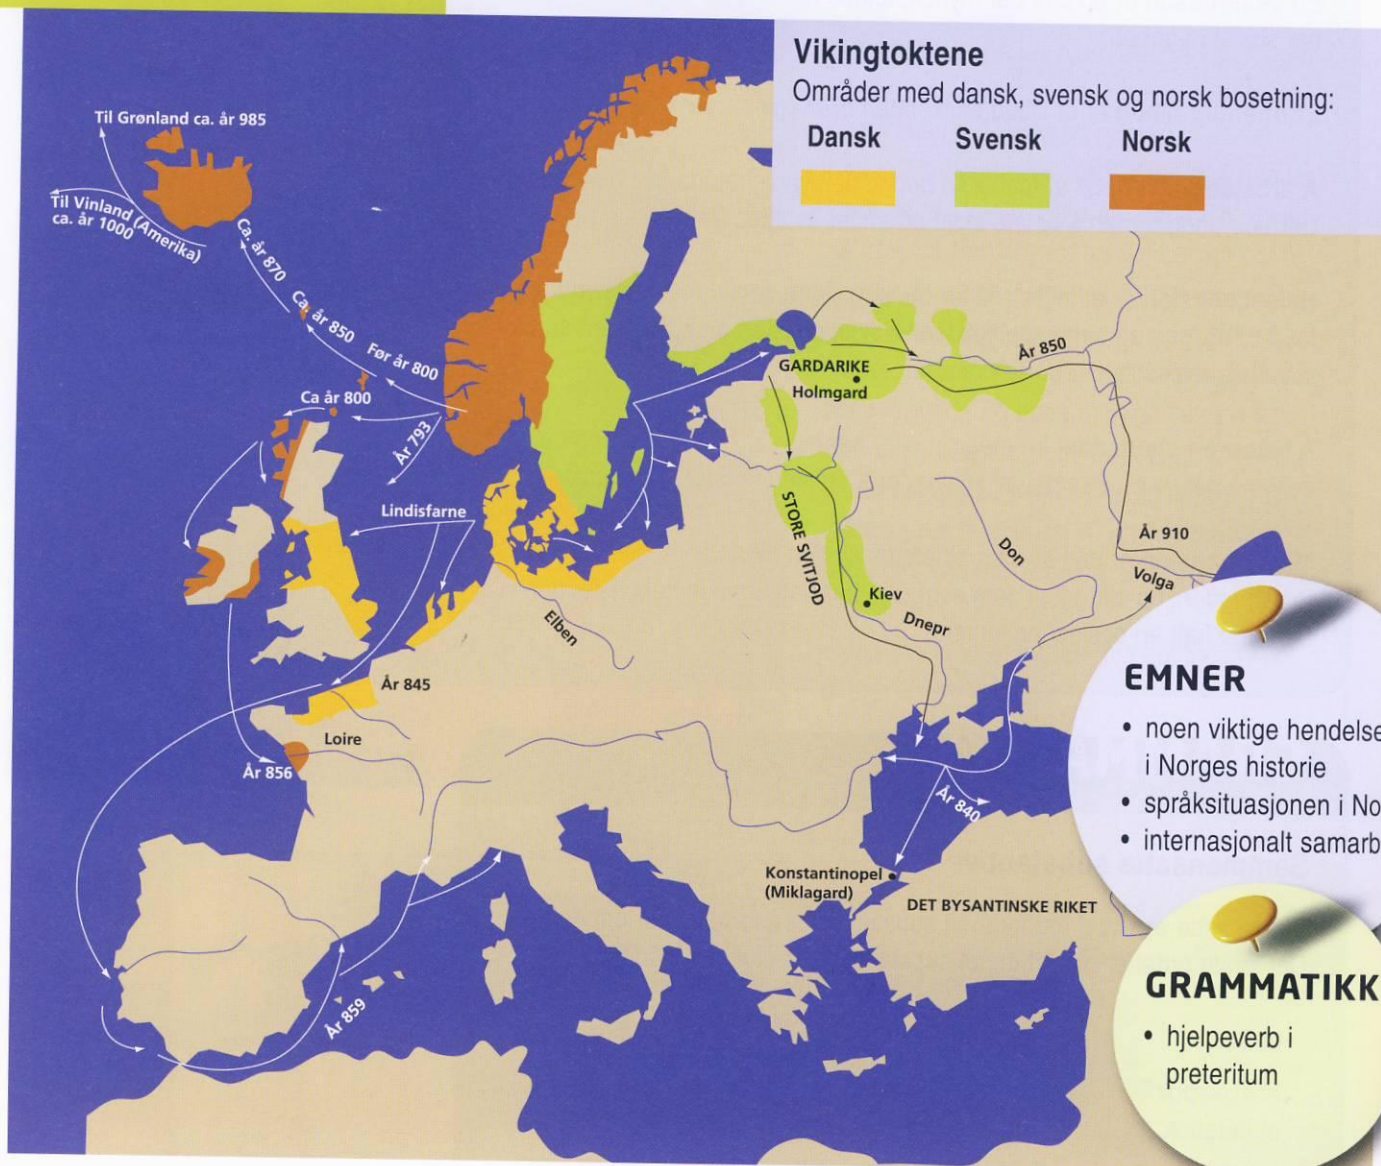 Vikingtoktene
Områder med dansk, svensk og norsk bosetning:
Dansk Svensk Norsk
Til Grønland ca. år 985
Til Vinland (Amerika)
ca. år 1000
Ca. år 870
Ca. år 850
Før år 800
Ca år 800
År 793
Lindisfarne
GARDARIKE
Holmgard
År 850
STORE SVITJOD
Kiev
Dnepr
Don
År 910
Volga
Elben
År 845
Loire
År 856
År 840
Konstantinopel
(Miklagard)
DET BYSANTINSKE RIKET
År 859
EMNER
• noen viktige hendelse
i Norges historie
• språksituasjonen i No
• internasjonalt samarb
GRAMMATIKK
• hjelpeverb i
preteritum